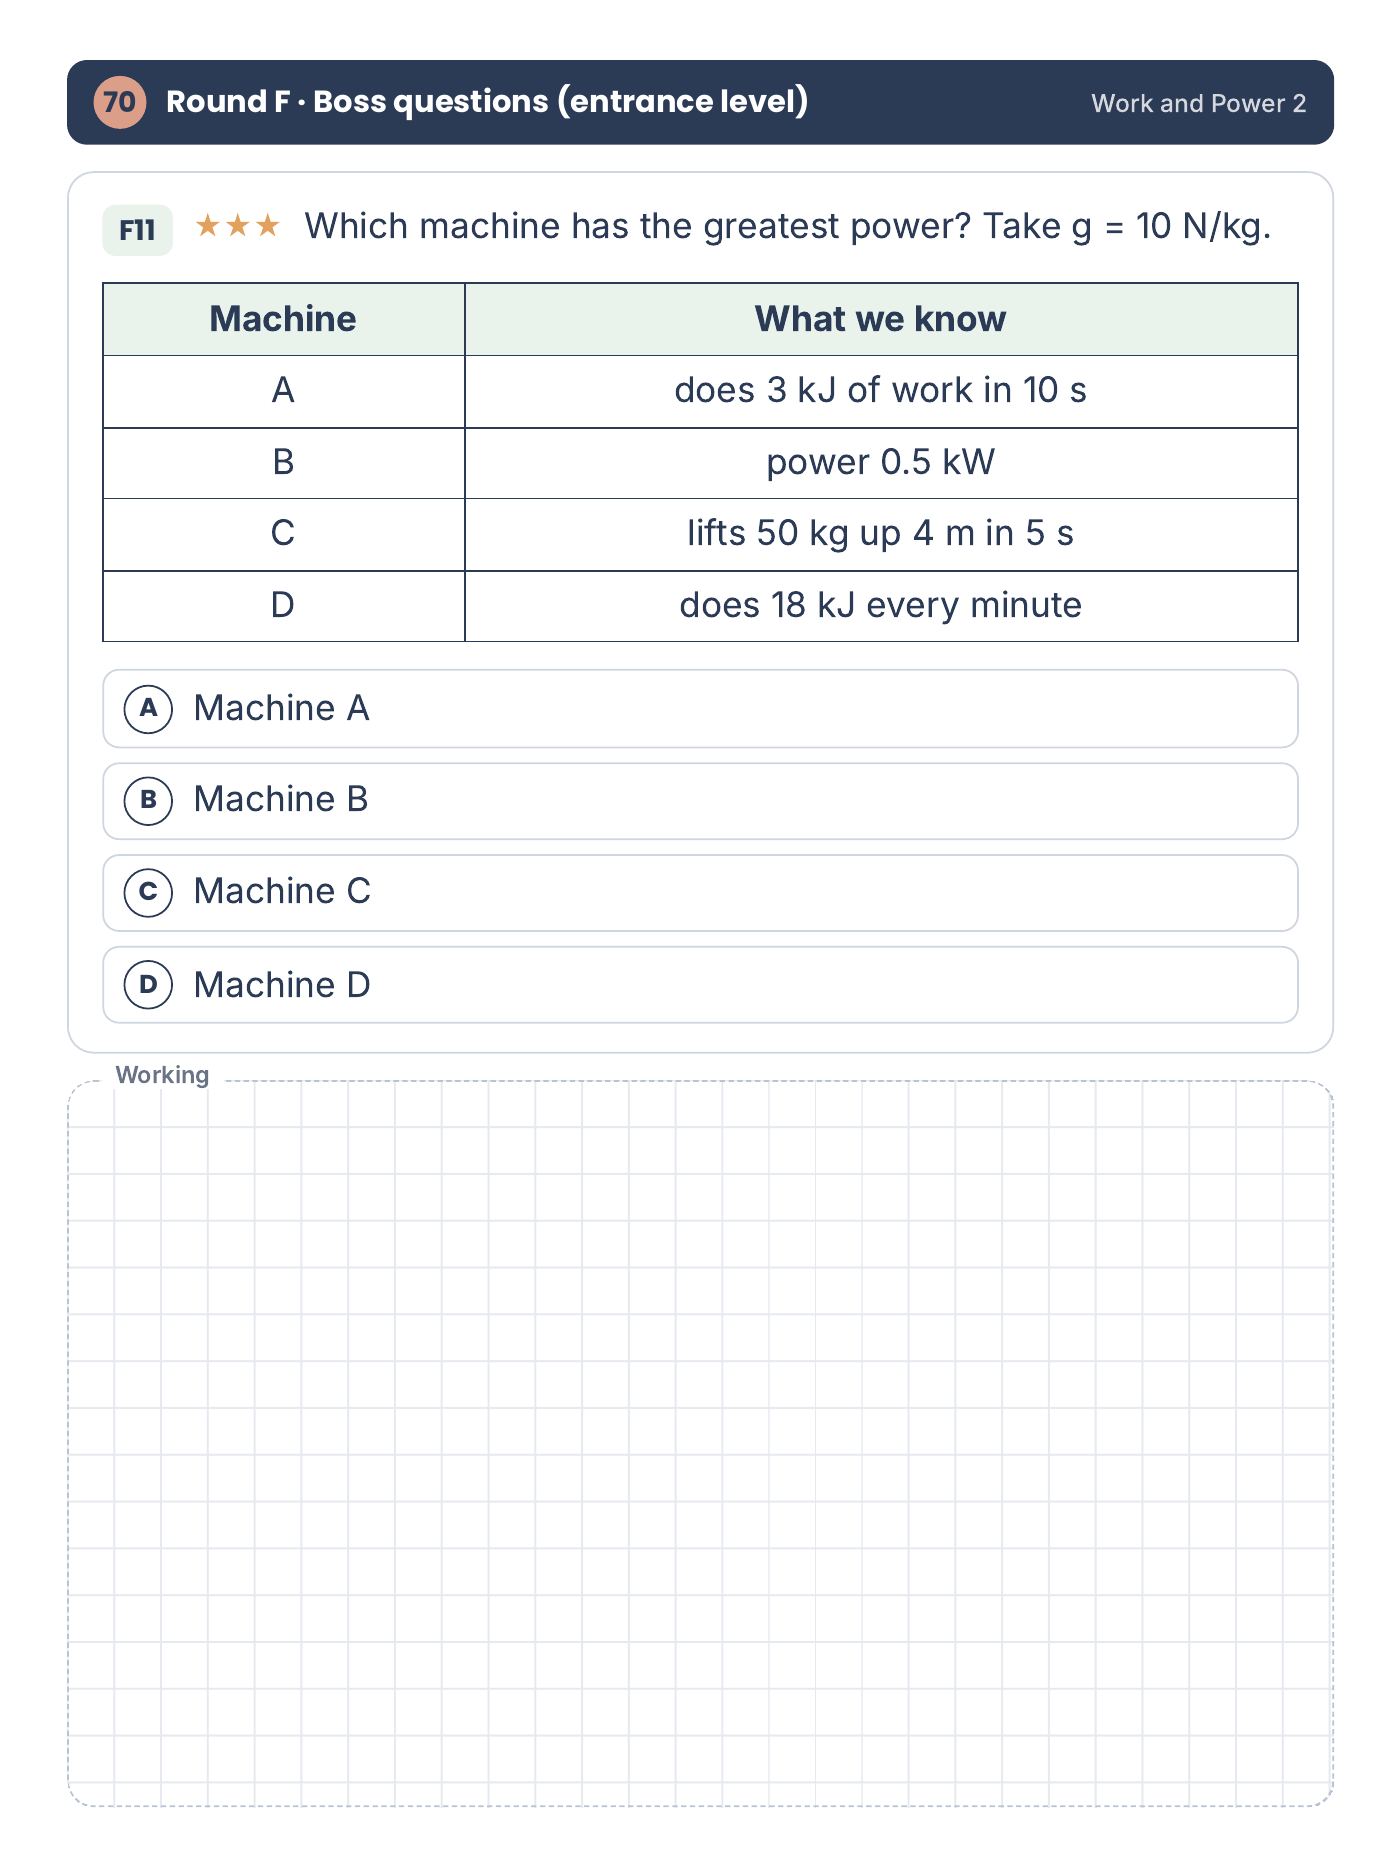 70 Round F · Boss questions (entrance level) Work and Power 2
F11 ★★★ Which machine has the greatest power? Take g = 10 N/kg.
Machine What we know
A does 3 kJ of work in 10 s
B power 0.5 kW
C lifts 50 kg up 4 m in 5 s
D does 18 kJ every minute
A Machine A
B Machine B
C Machine C
D Machine D
Working